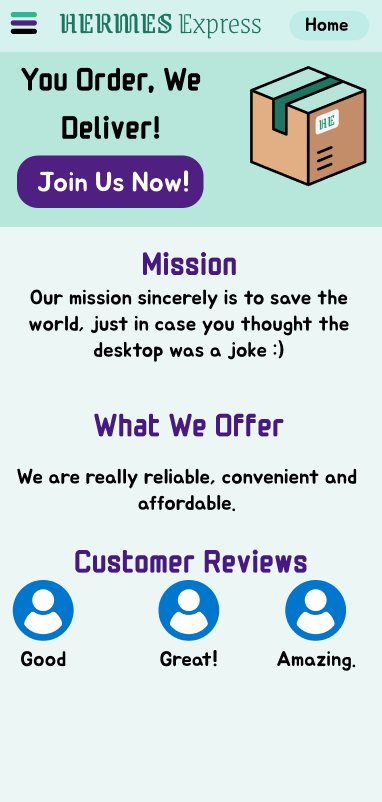 HERMES Express
Home
You Order, We
Deliver!
HE
Join Us Now!
Mission
Our mission sincerely is to save the
world, just in case you thought the
desktop was a joke :)
What We Offer
We are really reliable, convenient and
affordable.
Customer Reviews
Good
Great!
Amazing.